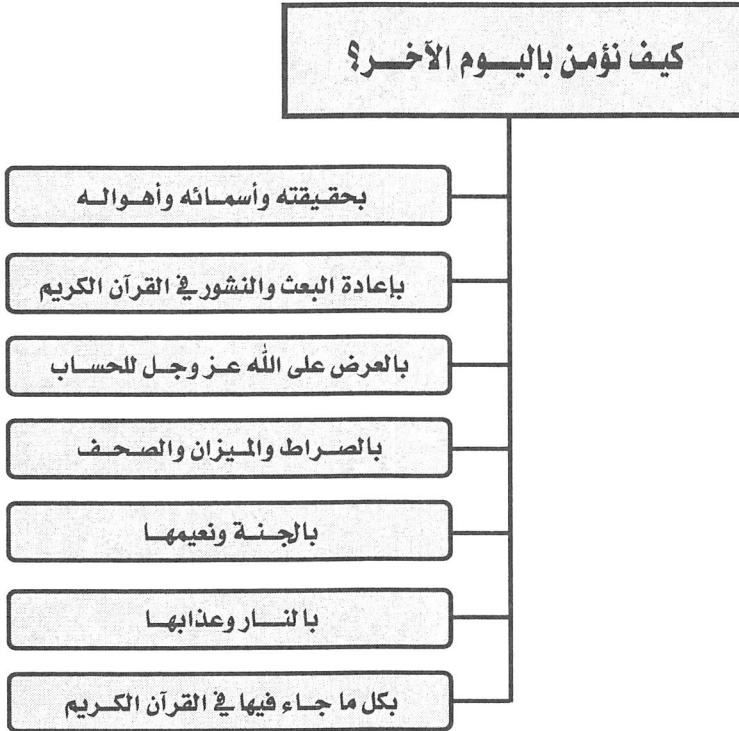 كيف نؤمن باليوم الآخر؟
بحقيقته وأسمائه وأهواله
بإعادة البعث والنشور في القرآن الكريم
بالعرض على الله عز وجل للحساب
بالصراط والميزان والصحف
بالجنة ونعيمها
بالنار وعذابها
بكل ما جاء فيها في القرآن الكريم